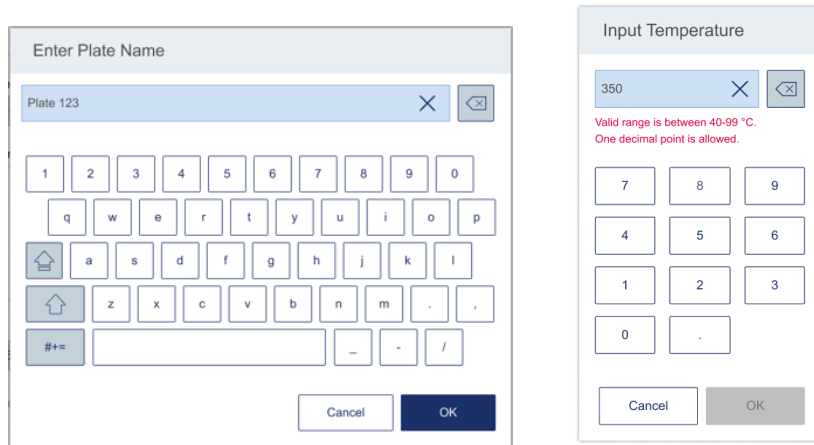 Enter Plate Name
Plate 123
1 2 3 4 5 6 7 8 9 0
q w e r t y u i o p
a s d f g h j k l
z x c v b n m . ,
#+= _ - /
Cancel OK
Input Temperature
350
Valid range is between 40-99 °C.
One decimal point is allowed.
7 8 9
4 5 6
1 2 3
0 .
Cancel OK